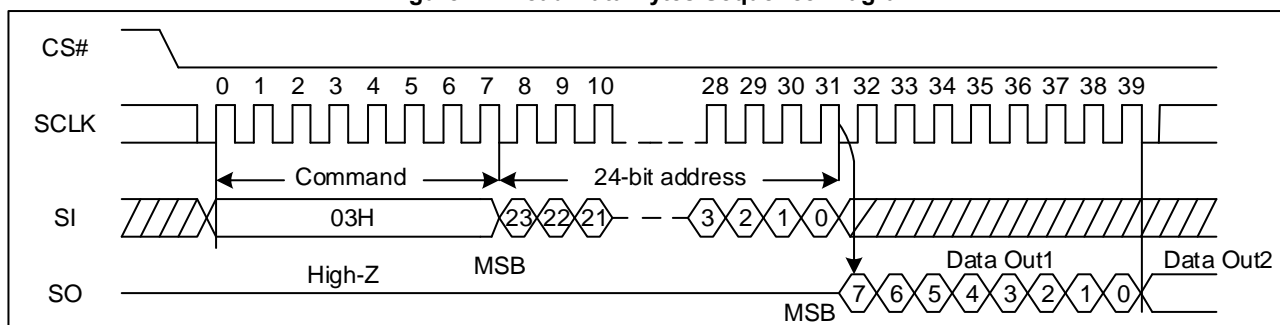 CS#
0 1 2 3 4 5 6 7 8 9 10 28 29 30 31 32 33 34 35 36 37 38 39
SCLK
Command 24-bit address
SI 03H 23 22 21 3 2 1 0
High-Z MSB Data Out1 Data Out2
SO 7 6 5 4 3 2 1 0
MSB